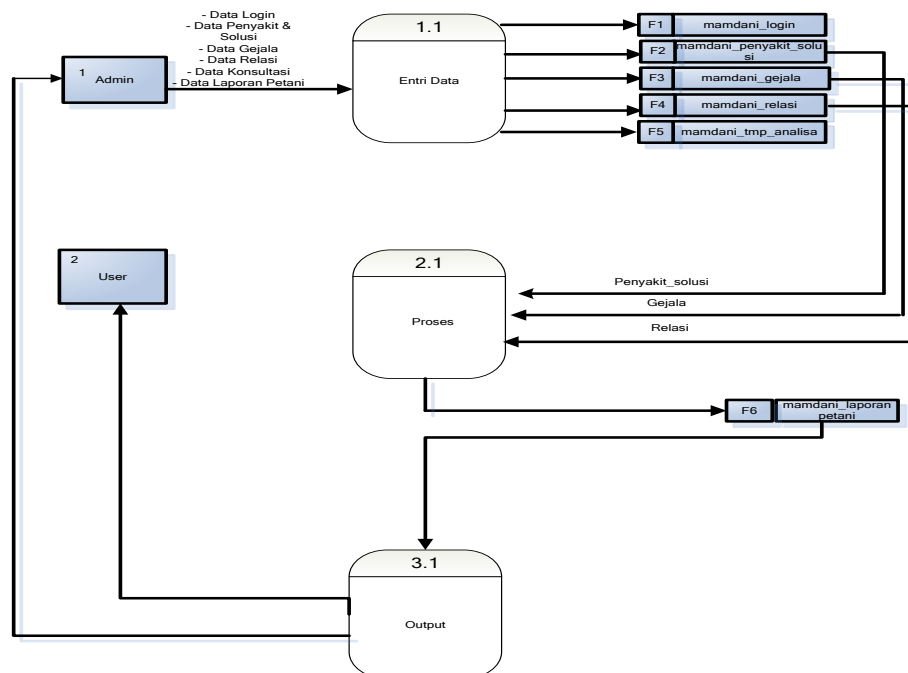 - Data Login
- Data Penyakit &
Solusi
- Data Gejala
- Data Relasi
- Data Konsultasi
- Data Laporan Petani
1
Admin
1.1
Entri Data
F1 mamdani_login
F2 mamdani_penyakit_solu
si
F3 mamdani_gejala
F4 mamdani_relasi
F5 mamdani_tmp_analisa
2
User
2.1
Proses
Penyakit_solusi
Gejala
Relasi
F6 mamdani_laporan
petani
3.1
Output